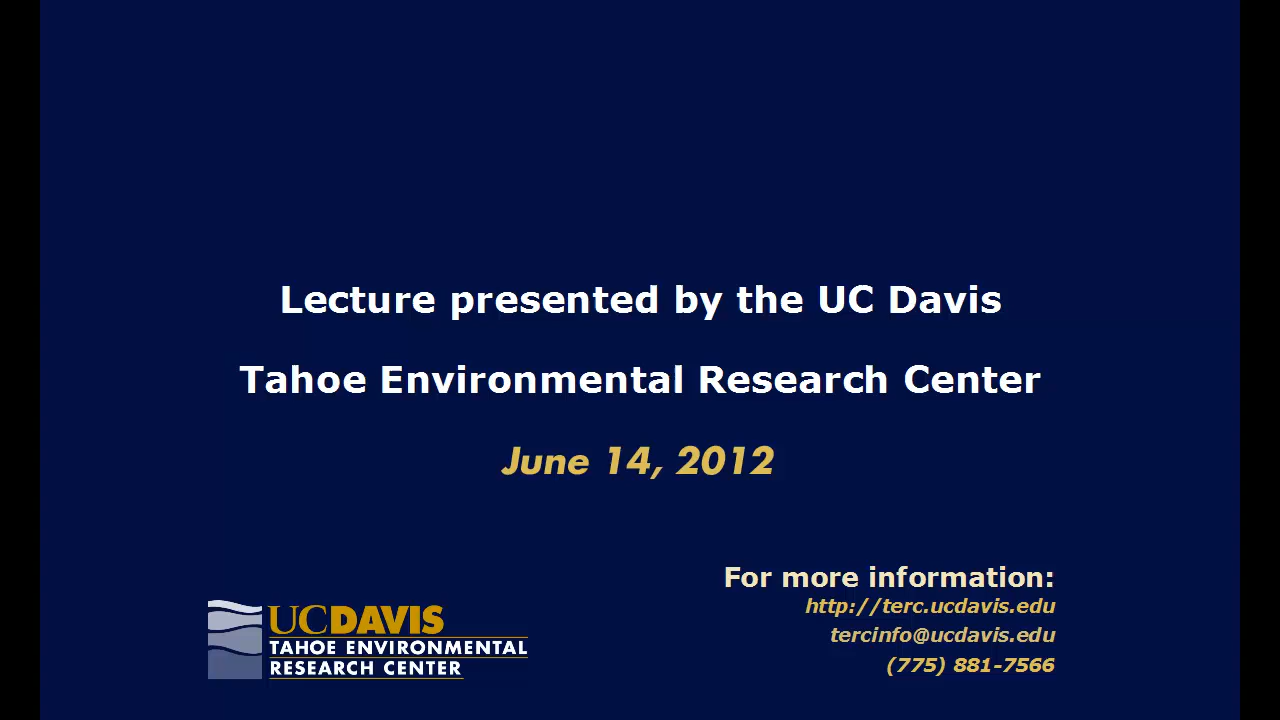 Lecture presented by the UC Davis
Tahoe Environmental Research Center
June 14, 2012
For more information:
http://terc.ucdavis.edu
tercinfo@ucdavis.edu
(775) 881-7566
UCDAVIS
TAHOE ENVIRONMENTAL
RESEARCH CENTER